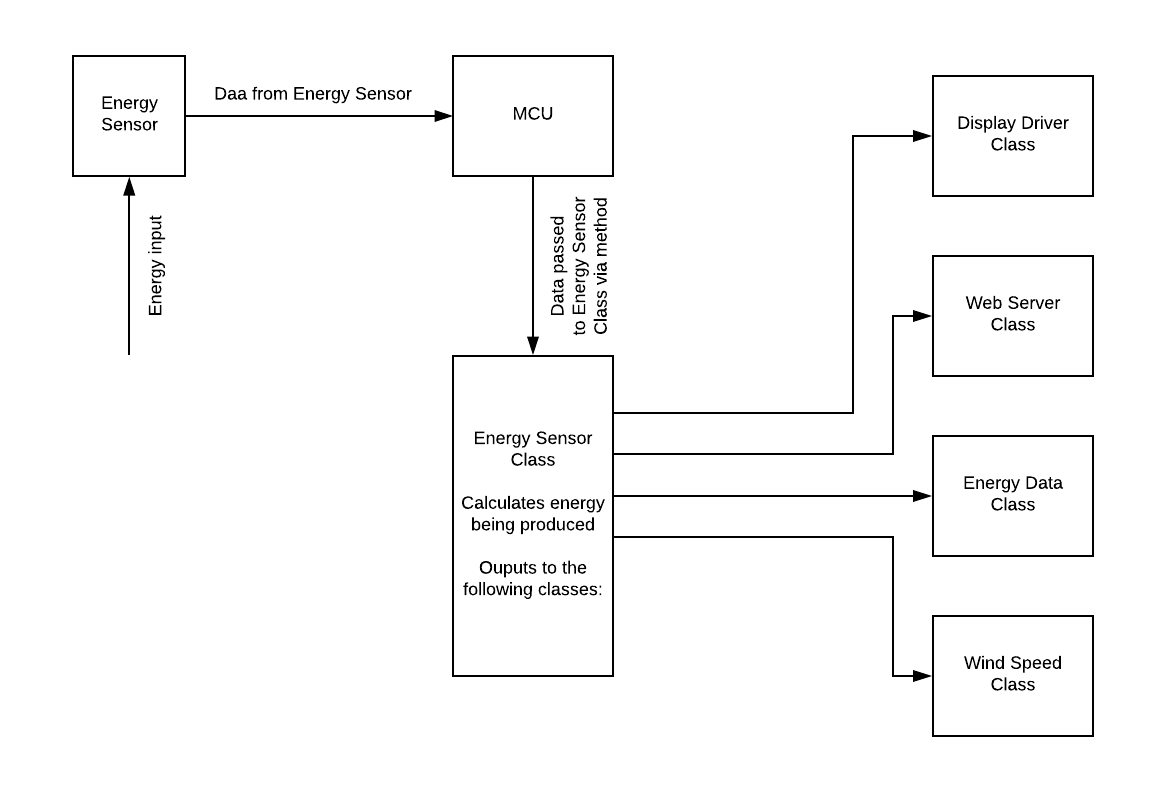 Energy
Sensor
Daa from Energy Sensor
MCU
Energy input
Data passed
to Energy Sensor
Class via method
Energy Sensor
Class
Calculates energy
being produced
Ouputs to the
following classes:
Display Driver
Class
Web Server
Class
Energy Data
Class
Wind Speed
Class